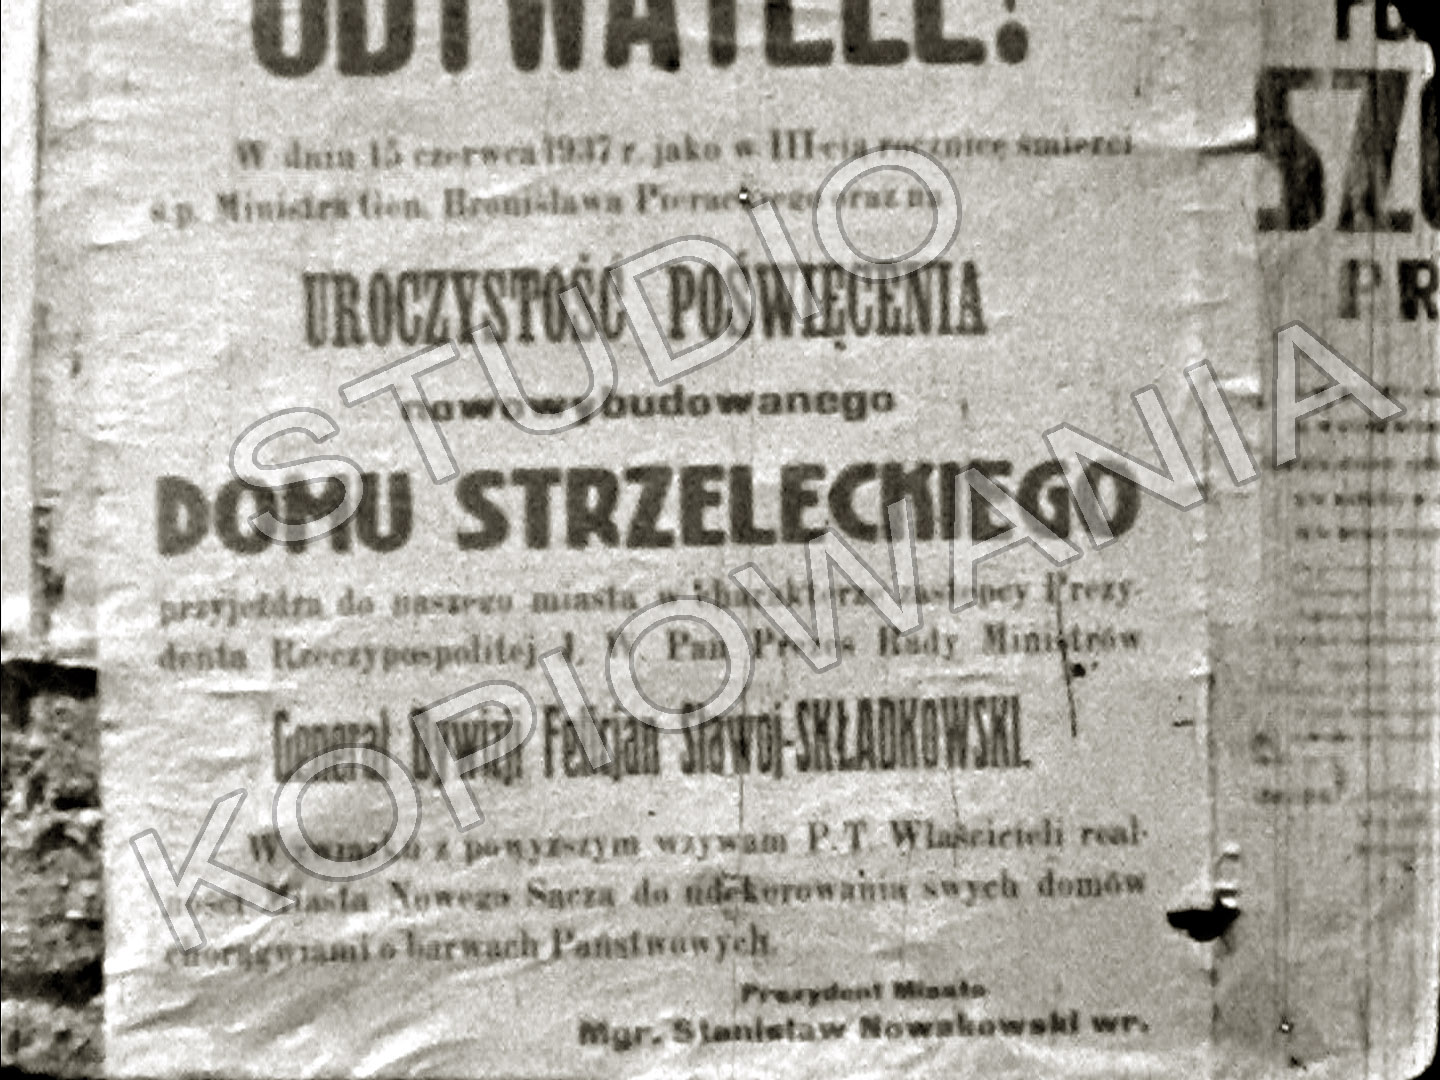 OBYWATELE!
W dniu 15 czerwca 1937 r. jako w III-cią rocznicę śmierci
ś.p. Ministra Gen. Bronisława Pierackiego oraz na
UROCZYSTOŚĆ POŚWIĘCENIA
nowowybudowanego
DOMU STRZELECKIEGO
przyjeżdża do naszego miasta w charakterze zastępcy Prezy-
denta Rzeczypospolitej J. W. Pan Prezes Rady Ministrów
Generał Dywizji Felicjan Sławoj-SKŁADKOWSKI.
W związku z powyższym wzywam P.T. Właścicieli real-
ności Miasta Nowego Sącza do udekorowania swych domów
chorągwiami o barwach Państwowych.
Prezydent Miasta
Mgr. Stanisław Nowakowski wr.
SZ
PR
STUDIO
KOPIOWANIA